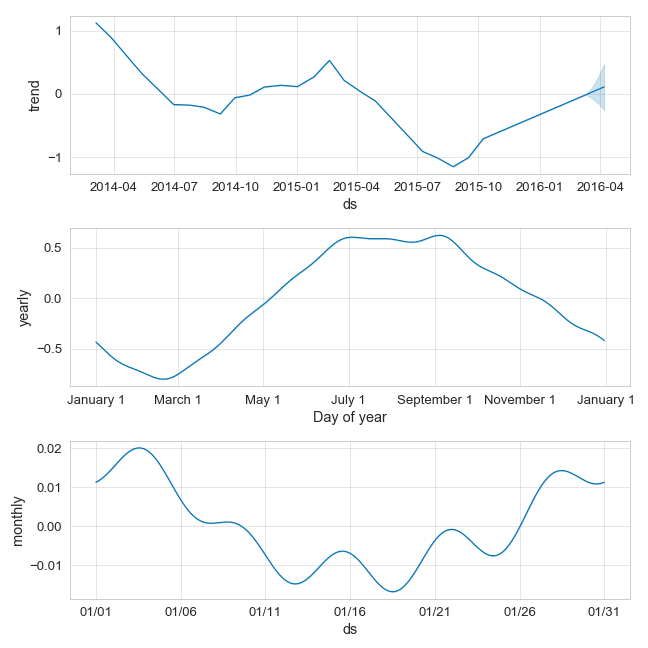 trend
1
0
−1
2014-04 2014-07 2014-10 2015-01 2015-04 2015-07 2015-10 2016-01 2016-04
ds
yearly
0.5
0.0
−0.5
January 1 March 1 May 1 July 1 September 1 November 1 January 1
Day of year
monthly
0.02
0.01
0.00
−0.01
01/01 01/06 01/11 01/16 01/21 01/26 01/31
ds